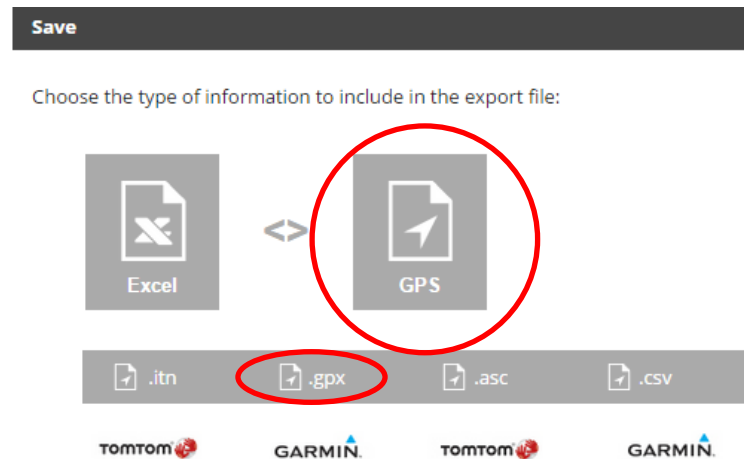 Save
Choose the type of information to include in the export file:
<>
Excel
GPS
.itn .gpx .asc .csv
TOMTOM GARMIN. TOMTOM GARMIN.